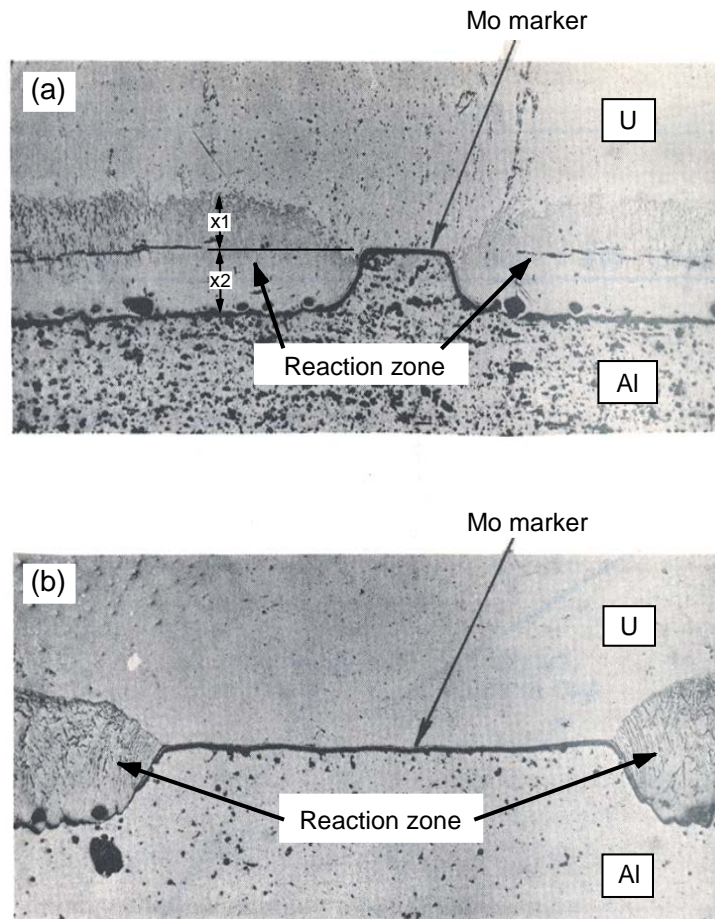 Mo marker
(a)
U
x1
x2
Reaction zone
Al
Mo marker
(b)
U
Reaction zone
Al